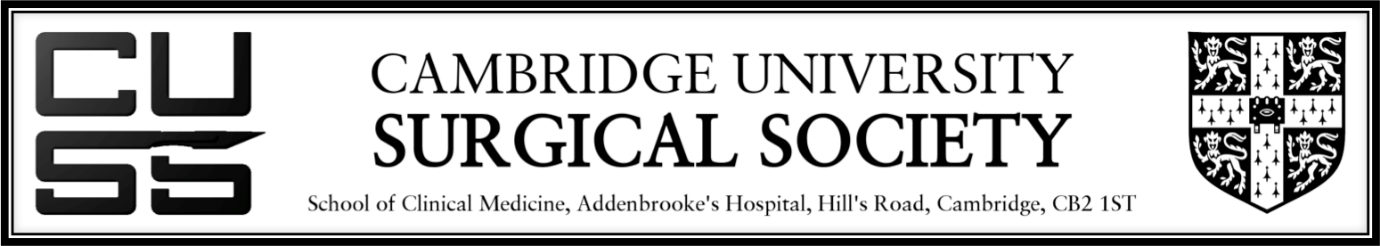 CU
SS
CAMBRIDGE UNIVERSITY
SURGICAL SOCIETY
School of Clinical Medicine, Addenbrooke's Hospital, Hill's Road, Cambridge, CB2 1ST